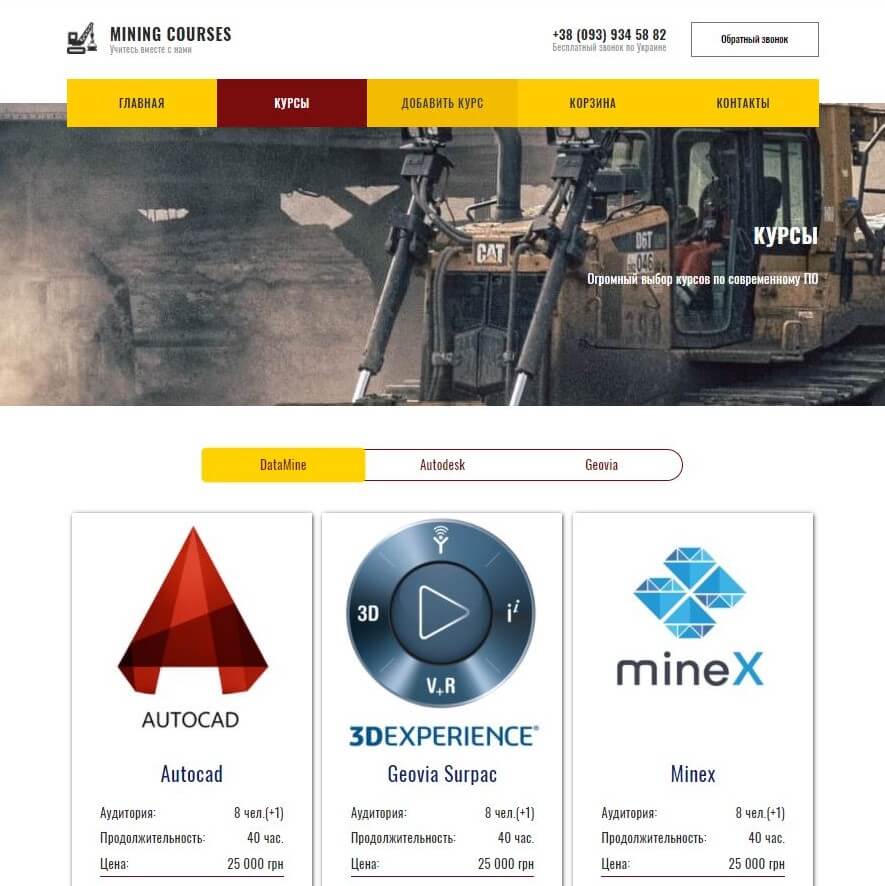 MINING COURSES
Учитесь вместе с нами
+38 (093) 934 58 82
Бесплатный звонок по Украине
Обратный звонок
ГЛАВНАЯ
КУРСЫ
ДОБАВИТЬ КУРС
КОРЗИНА
КОНТАКТЫ
КУРСЫ
Огромный выбор курсов по современному ПО
CAT
D6T
046
DataMine
Autodesk
Geovia
AUTOCAD
3D
i i
V+R
3DEXPERIENCE®
mineX
Autocad
Geovia Surpac
Minex
Аудитория: 8 чел.(+1)
Продолжительность: 40 час.
Цена: 25 000 грн
Аудитория: 8 чел.(+1)
Продолжительность: 40 час.
Цена: 25 000 грн
Аудитория: 8 чел.(+1)
Продолжительность: 40 час.
Цена: 25 000 грн